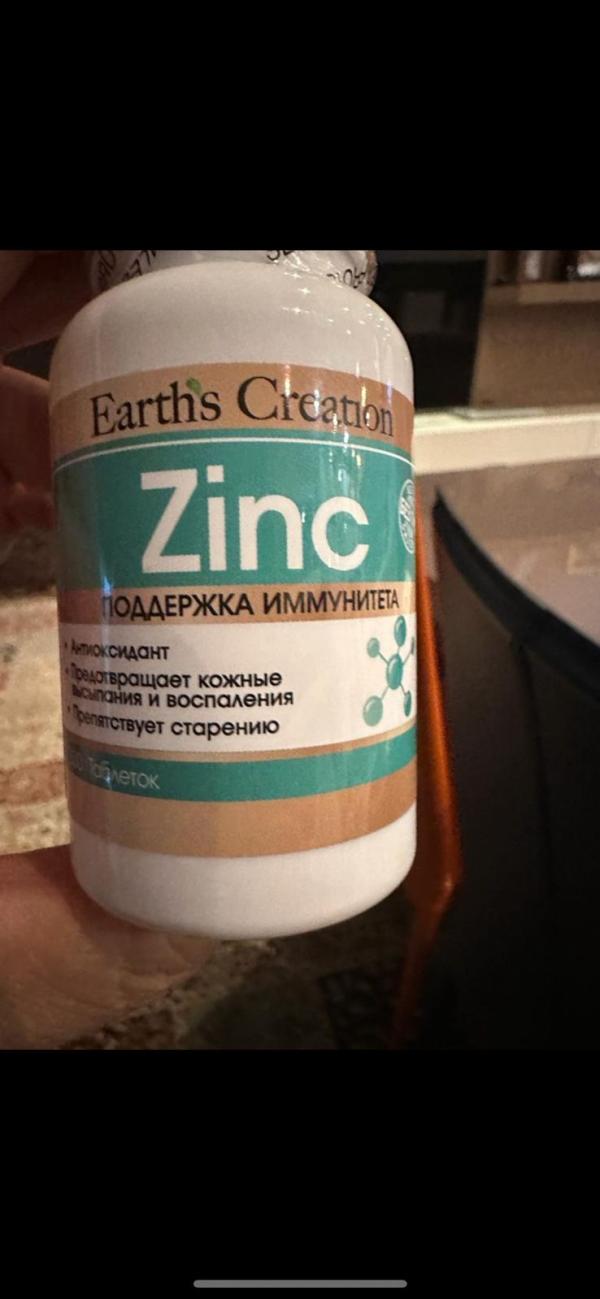 Earth's Creation
Zinc
ПОДДЕРЖКА ИММУНИТЕТА
• Антиоксидант
• Предотвращает кожные
высыпания и воспаления
• Препятствует старению
Таблеток